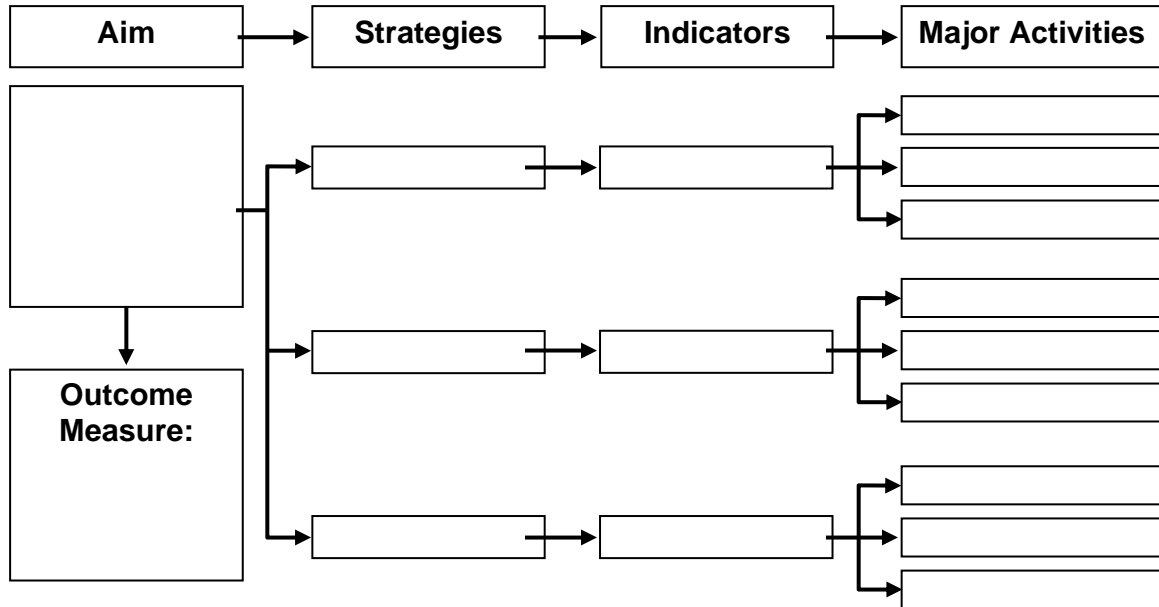 Aim
Strategies
Indicators
Major Activities
Outcome
Measure: